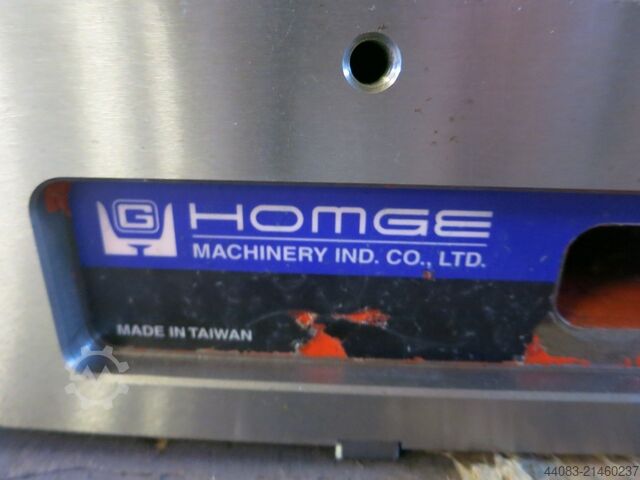 G HOMGE
MACHINERY IND. CO., LTD.
MADE IN TAIWAN
44083-21460237